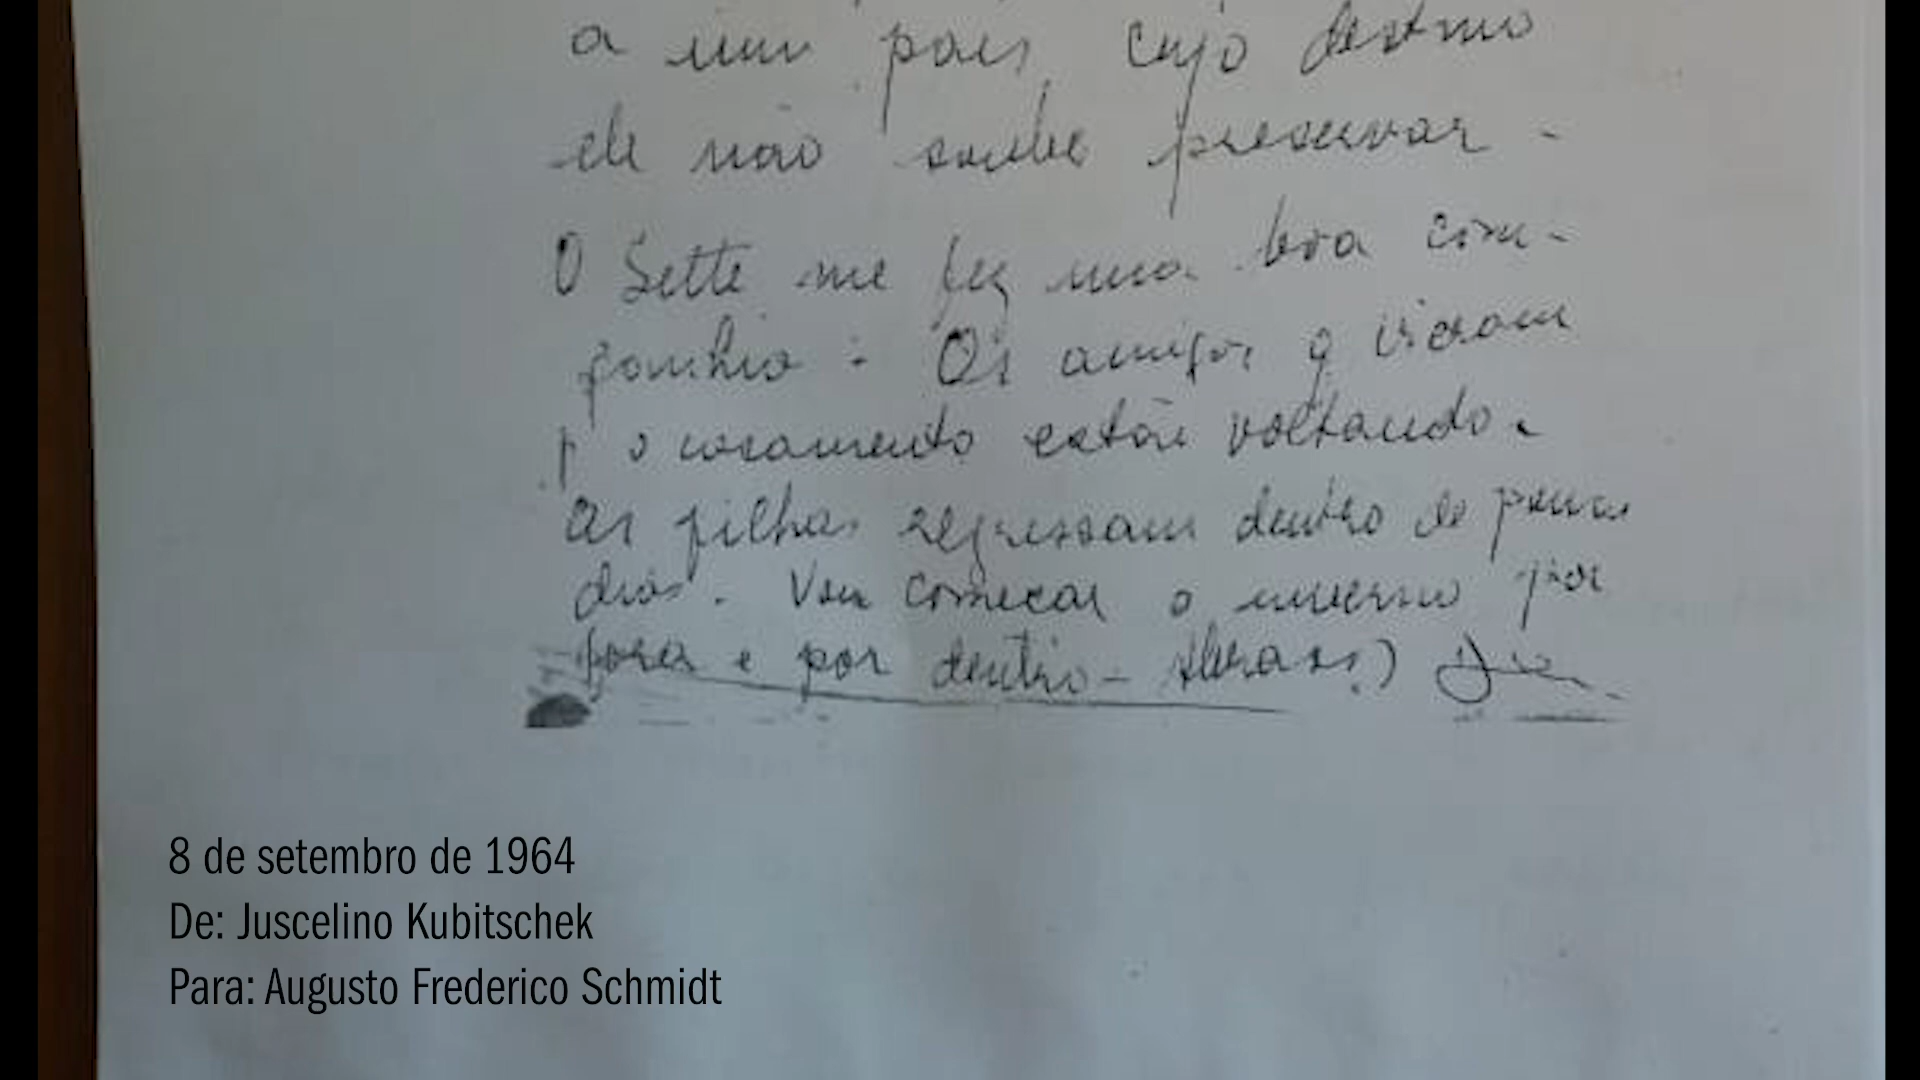 a um país, cujo destino
ele não soube preservar -
O Sette me fez uma boa com-
panhia. Os amigos q vieram
p o casamento estão voltando.
As filhas regressam dentro de poucos
dias. Vou começar o inverno por
fora e por dentro - Abraços)
8 de setembro de 1964
De: Juscelino Kubitschek
Para: Augusto Frederico Schmidt